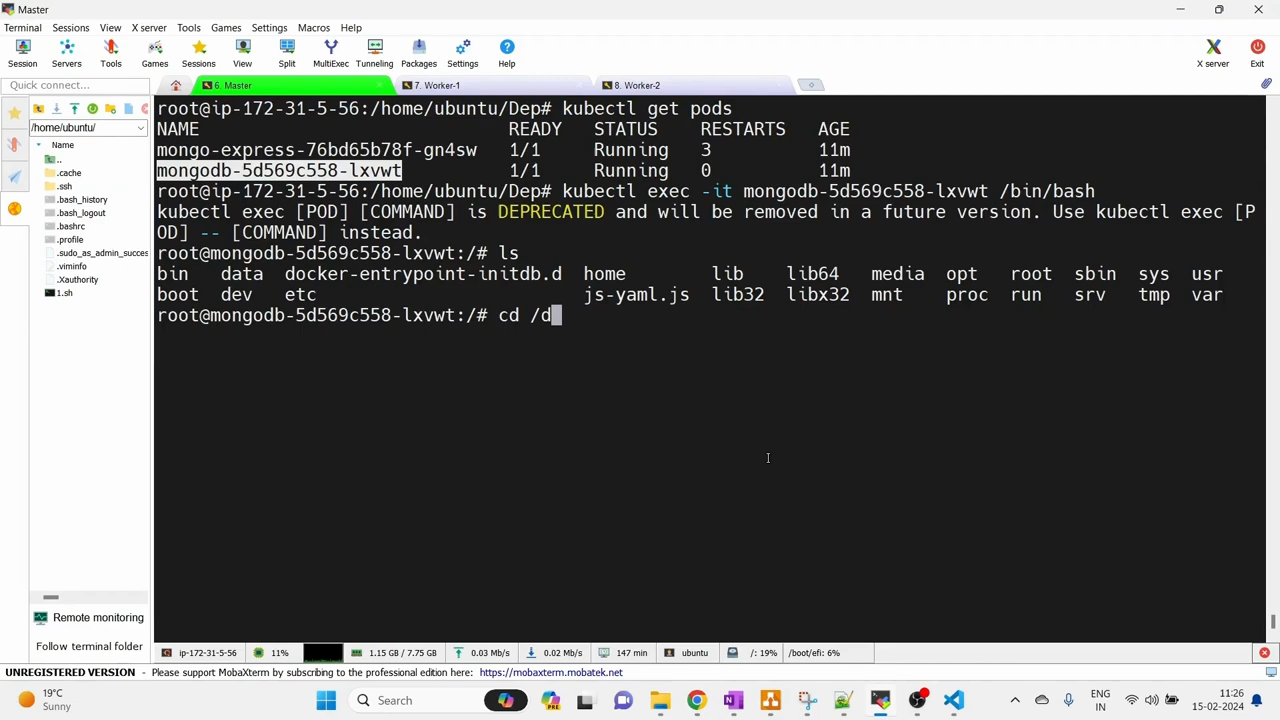 Master
Terminal Sessions View X server Tools Games Settings Macros Help
Session Servers Tools Games Sessions View Split MultiExec Tunneling Packages Settings Help X server Exit
Quick connect...
6. Master
7. Worker-1
8. Worker-2
/home/ubuntu/
Name
..
.cache
.ssh
.bash_history
.bash_logout
.bashrc
.profile
.sudo_as_admin_succes
.viminfo
.Xauthority
1.sh
Remote monitoring
Follow terminal folder
root@ip-172-31-5-56:/home/ubuntu/Dep# kubectl get pods
NAME READY STATUS RESTARTS AGE
mongo-express-76bd65b78f-gn4sw 1/1 Running 3 11m
mongodb-5d569c558-lxvwt 1/1 Running 0 11m
root@ip-172-31-5-56:/home/ubuntu/Dep# kubectl exec -it mongodb-5d569c558-lxvwt /bin/bash
kubectl exec [POD] [COMMAND] is DEPRECATED and will be removed in a future version. Use kubectl exec [P
OD] -- [COMMAND] instead.
root@mongodb-5d569c558-lxvwt:/# ls
bin data docker-entrypoint-initdb.d home lib lib64 media opt root sbin sys usr
boot dev etc js-yaml.js lib32 libx32 mnt proc run srv tmp var
root@mongodb-5d569c558-lxvwt:/# cd /d
ip-172-31-5-56 11% 1.15 GB / 7.75 GB 0.03 Mb/s 0.02 Mb/s 147 min ubuntu /: 19% /boot/efi: 6%
UNREGISTERED VERSION - Please support MobaXterm by subscribing to the professional edition here: https://mobaxterm.mobatek.net
19°C
Sunny
Search
ENG
IN
11:26
15-02-2024